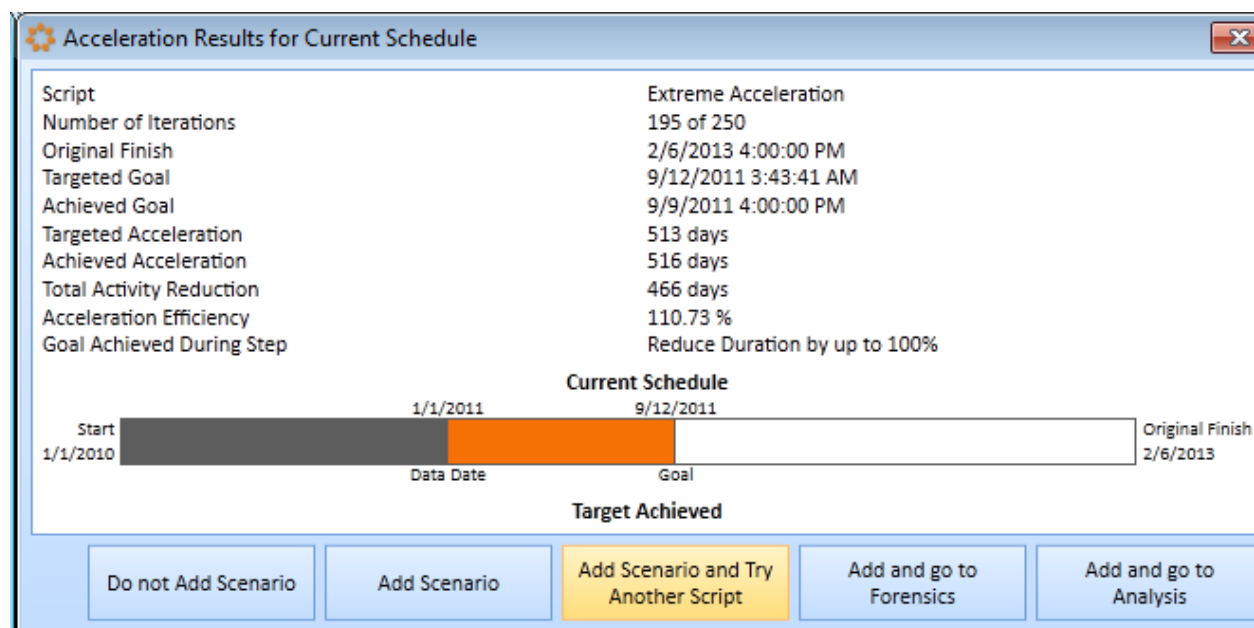 Acceleration Results for Current Schedule
Script Extreme Acceleration
Number of Iterations 195 of 250
Original Finish 2/6/2013 4:00:00 PM
Targeted Goal 9/12/2011 3:43:41 AM
Achieved Goal 9/9/2011 4:00:00 PM
Targeted Acceleration 513 days
Achieved Acceleration 516 days
Total Activity Reduction 466 days
Acceleration Efficiency 110.73 %
Goal Achieved During Step Reduce Duration by up to 100%
Current Schedule
1/1/2011 9/12/2011
Start Original Finish
1/1/2010 2/6/2013
Data Date Goal
Target Achieved
Do not Add Scenario
Add Scenario
Add Scenario and Try
Another Script
Add and go to
Forensics
Add and go to
Analysis